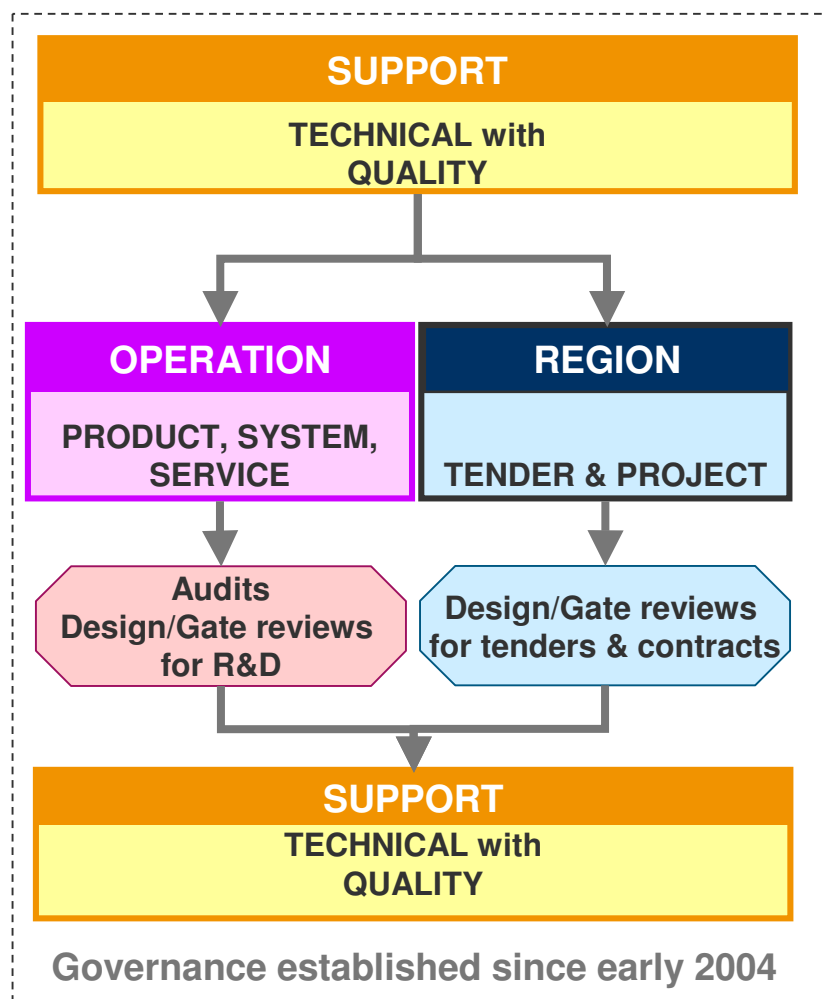 SUPPORT
TECHNICAL with
QUALITY
OPERATION
PRODUCT, SYSTEM,
SERVICE
REGION
TENDER & PROJECT
Audits
Design/Gate reviews
for R&D
Design/Gate reviews
for tenders & contracts
SUPPORT
TECHNICAL with
QUALITY
Governance established since early 2004